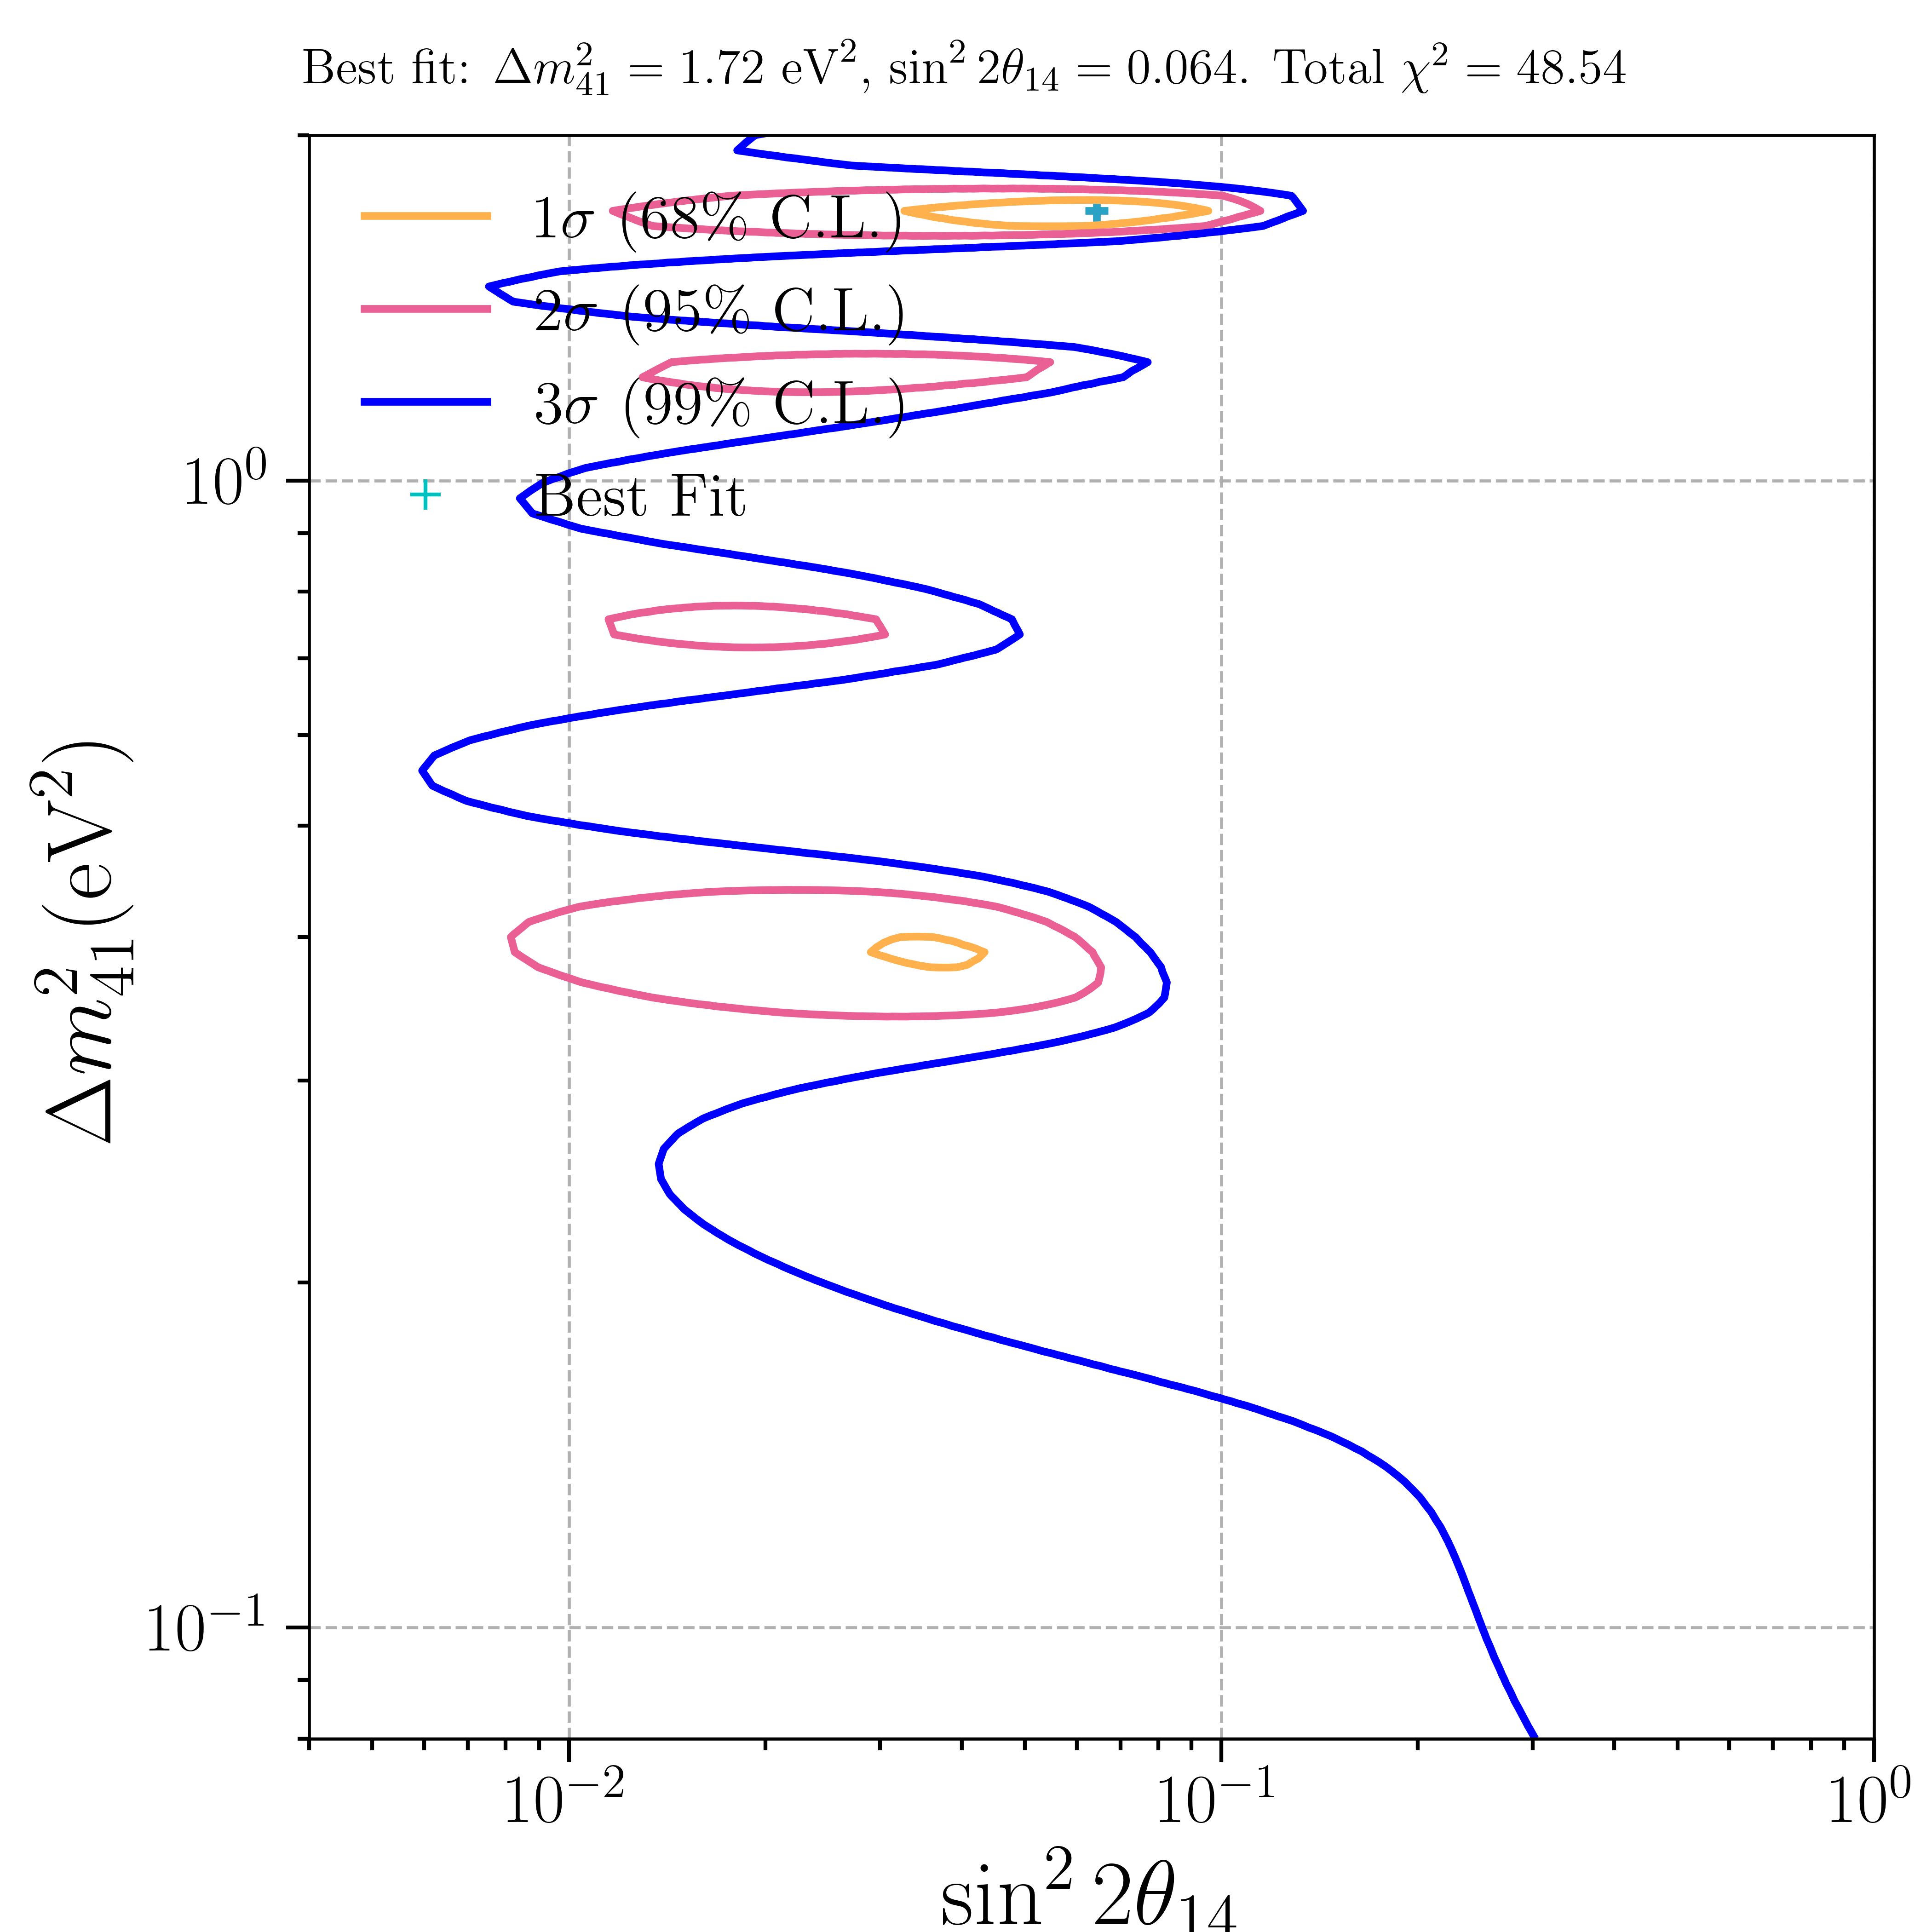 Best fit: Δm²₄₁ = 1.72 eV², sin² 2θ₁₄ = 0.064. Total χ² = 48.54
1σ (68% C.L.)
2σ (95% C.L.)
3σ (99% C.L.)
Best Fit
10⁰
10⁻¹
Δm²₄₁(eV²)
10⁻²
10⁻¹
10⁰
sin² 2θ₁₄